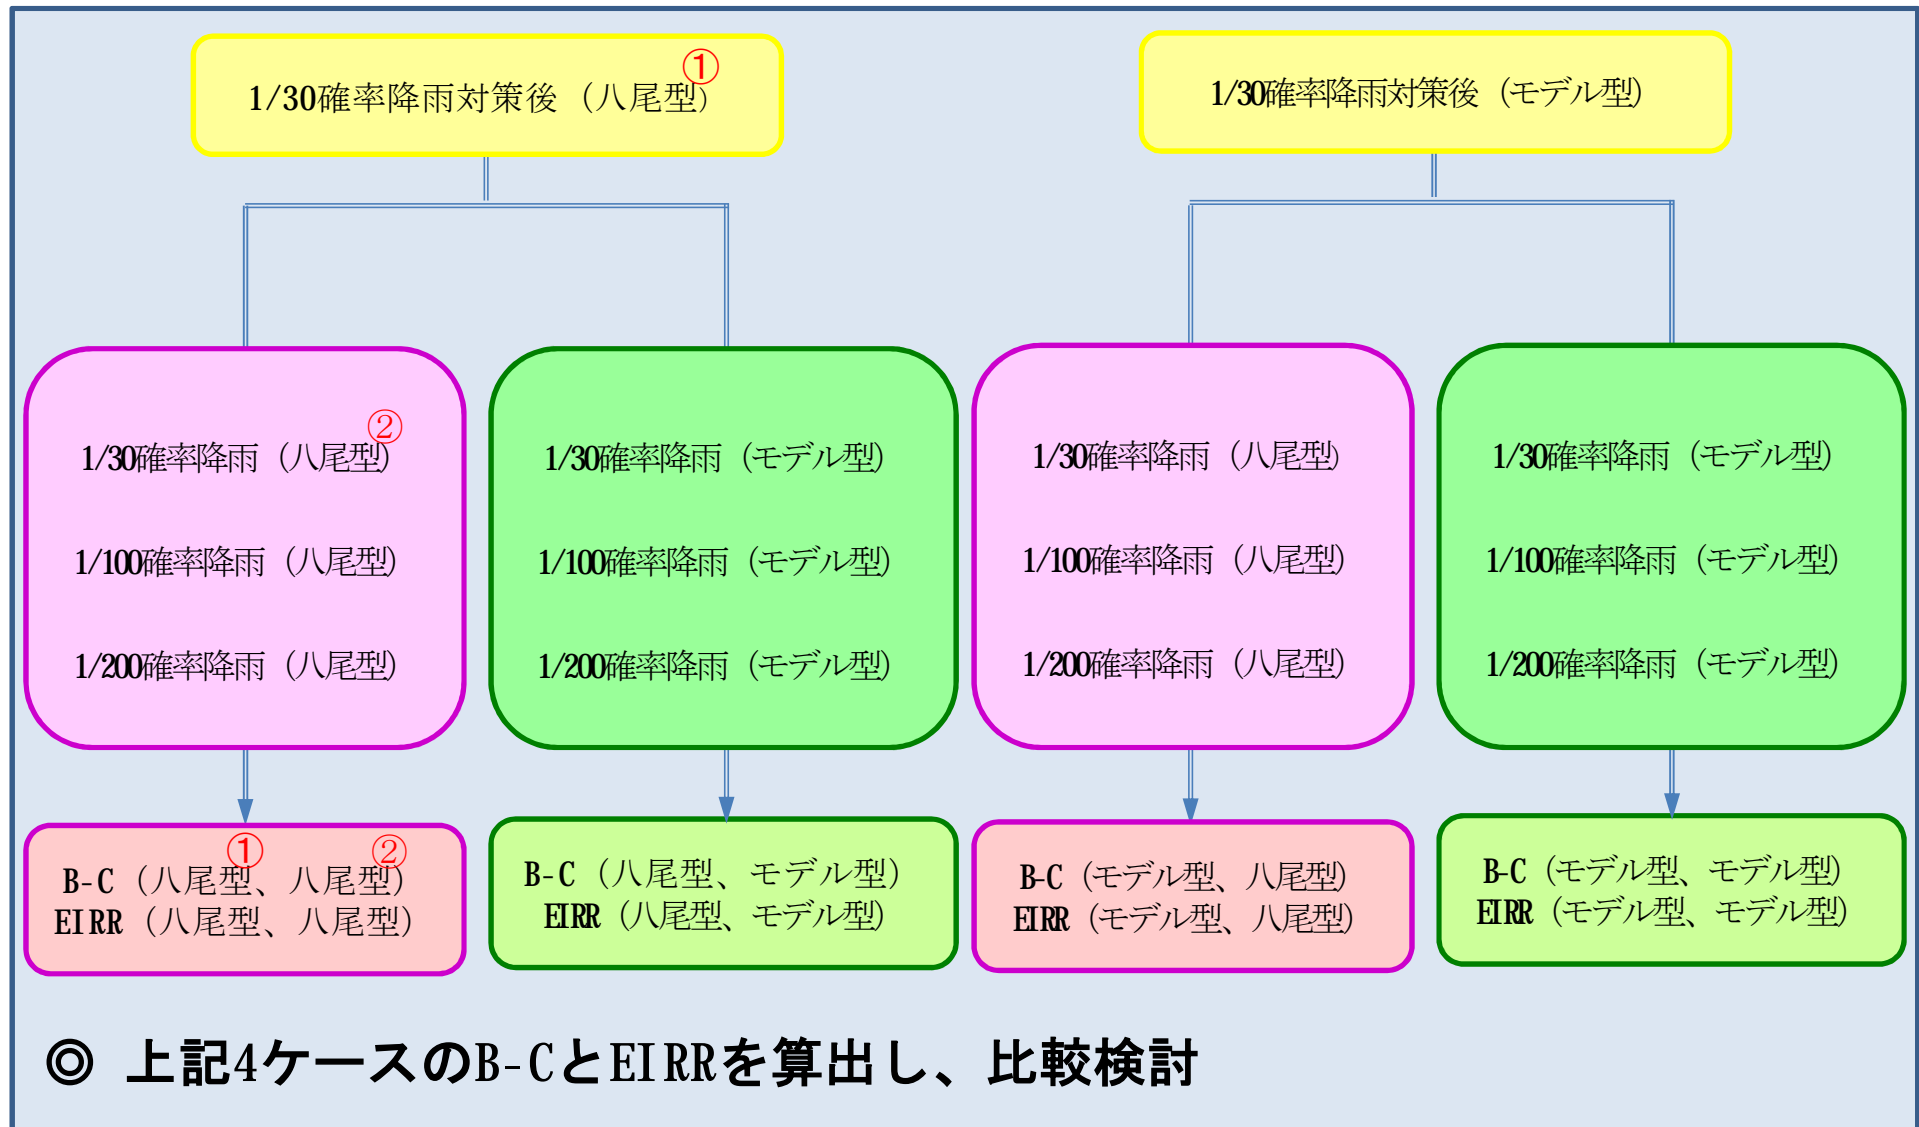 ①
1/30確率降雨対策後（八尾型）
1/30確率降雨対策後（モデル型）
②
1/30確率降雨（八尾型）
1/100確率降雨（八尾型）
1/200確率降雨（八尾型）
1/30確率降雨（モデル型）
1/100確率降雨（モデル型）
1/200確率降雨（モデル型）
1/30確率降雨（八尾型）
1/100確率降雨（八尾型）
1/200確率降雨（八尾型）
1/30確率降雨（モデル型）
1/100確率降雨（モデル型）
1/200確率降雨（モデル型）
① ②
B-C（八尾型、八尾型）
EIRR（八尾型、八尾型）
B-C（八尾型、モデル型）
EIRR（八尾型、モデル型）
B-C（モデル型、八尾型）
EIRR（モデル型、八尾型）
B-C（モデル型、モデル型）
EIRR（モデル型、モデル型）
◎ 上記4ケースのB-CとEIRRを算出し、比較検討